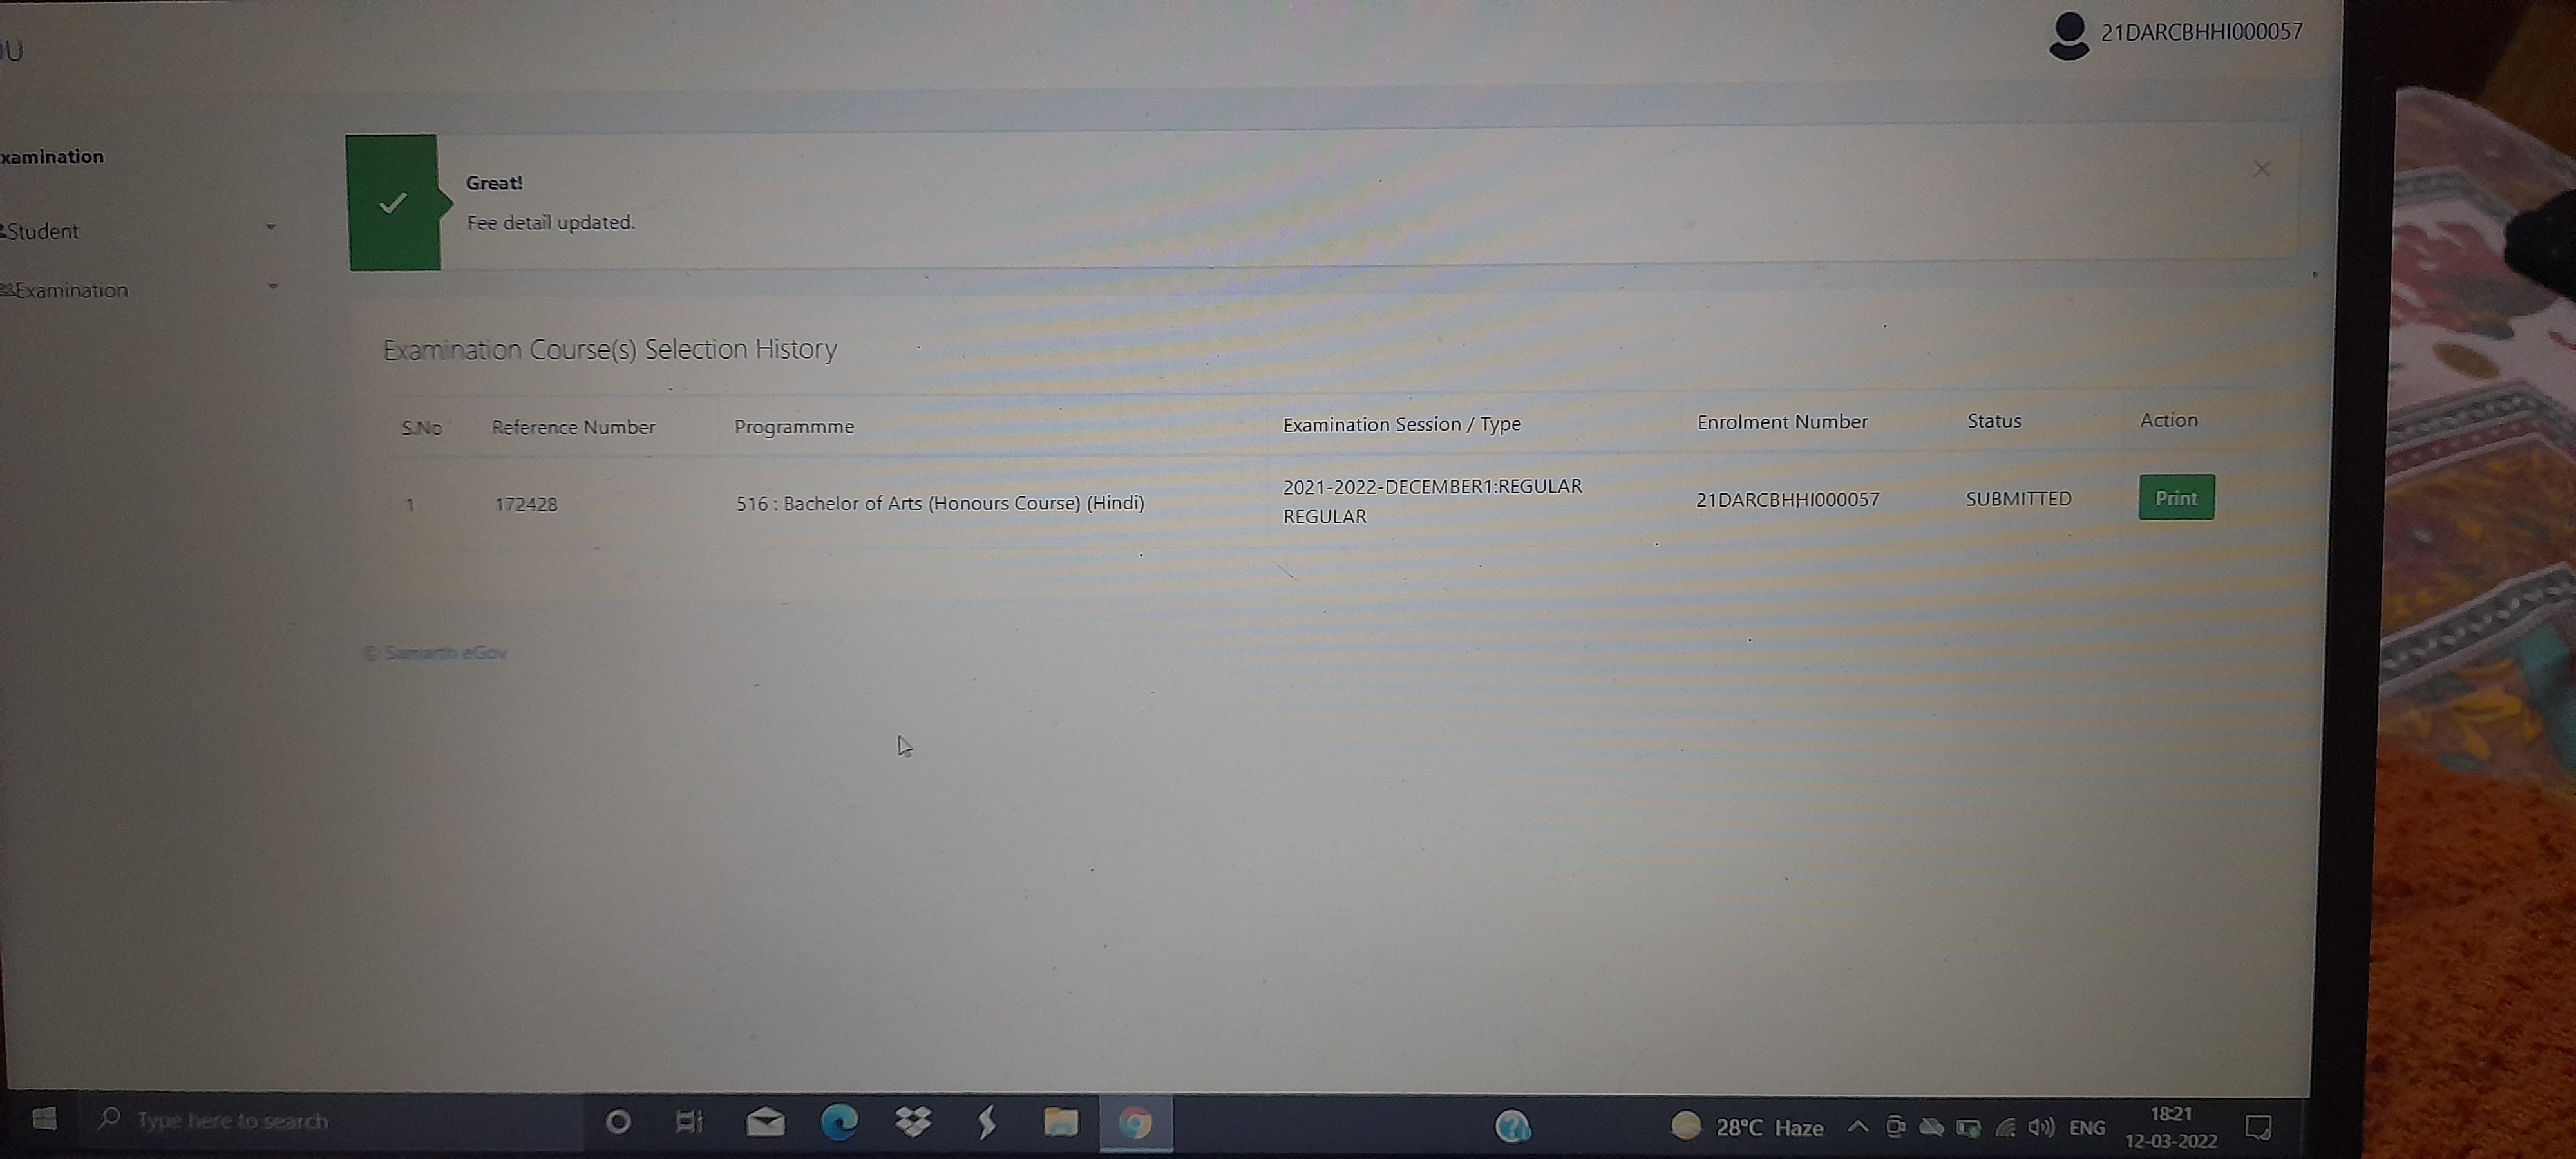 21DARCBHHI000057
Great!
Fee detail updated.
Student
Examination
Examination Course(s) Selection History
S.No Reference Number Programmme Examination Session / Type Enrolment Number Status Action
1 172428 516 : Bachelor of Arts (Honours Course) (Hindi) 2021-2022-DECEMBER1:REGULAR REGULAR 21DARCBHHI000057 SUBMITTED Print
© Samarth eGov
Type here to search
28°C Haze
ENG
18:21
12-03-2022